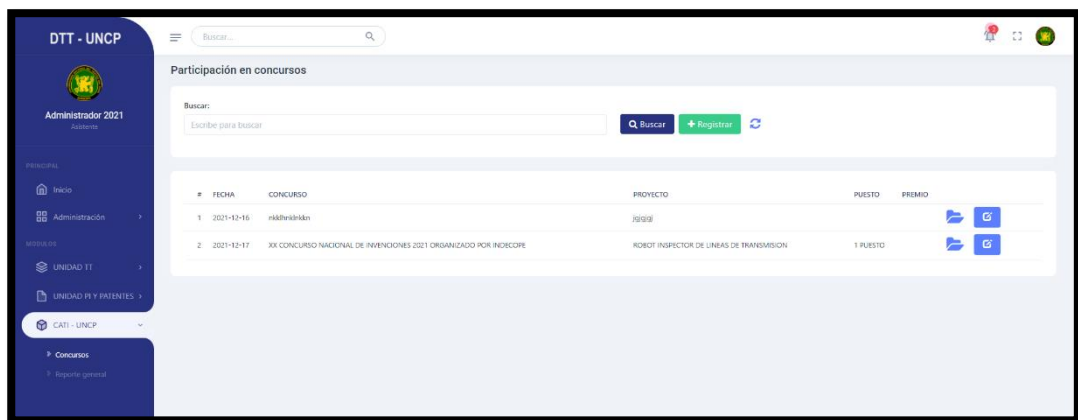 DTT - UNCP
Buscar...
Administrador 2021
Asistente
PRINCIPAL
Inicio
Administración
MODULOS
UNIDAD TT
UNIDAD PI Y PATENTES
CATI - UNCP
Concursos
Reporte general
Participación en concursos
Buscar:
Escribe para buscar
Buscar
+ Registrar
# FECHA CONCURSO PROYECTO PUESTO PREMIO
1 2021-12-16
2 2021-12-17 XX CONCURSO NACIONAL DE INVENCIONES 2021 ORGANIZADO POR INDECOPE ROBOT INSPECTOR DE LINEAS DE TRANSMISION 1 PUESTO